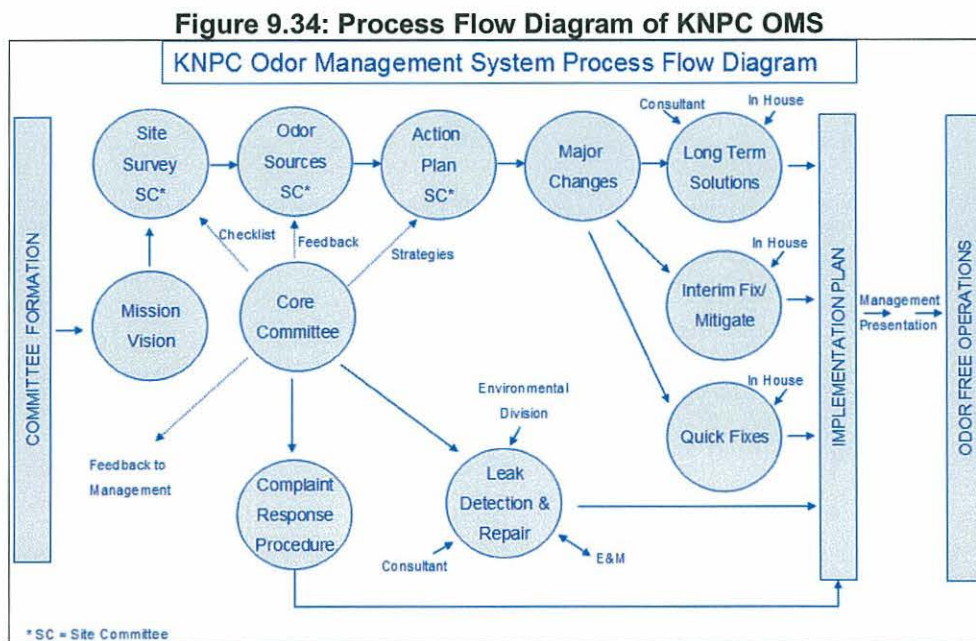 Figure 9.34: Process Flow Diagram of KNPC OMS
KNPC Odor Management System Process Flow Diagram
COMMITTEE FORMATION
Site
Survey
SC*
Odor
Sources
SC*
Action
Plan
SC*
Major
Changes
Consultant
In House
Long Term
Solutions
Checklist
Feedback
Strategies
Mission
Vision
Core
Committee
In House
Interim Fix/
Mitigate
In House
Quick Fixes
Feedback to
Management
Complaint
Response
Procedure
Environmental
Division
Leak
Detection &
Repair
Consultant
E&M
IMPLEMENTATION PLAN
Management
Presentation
ODOR FREE OPERATIONS
* SC = Site Committee